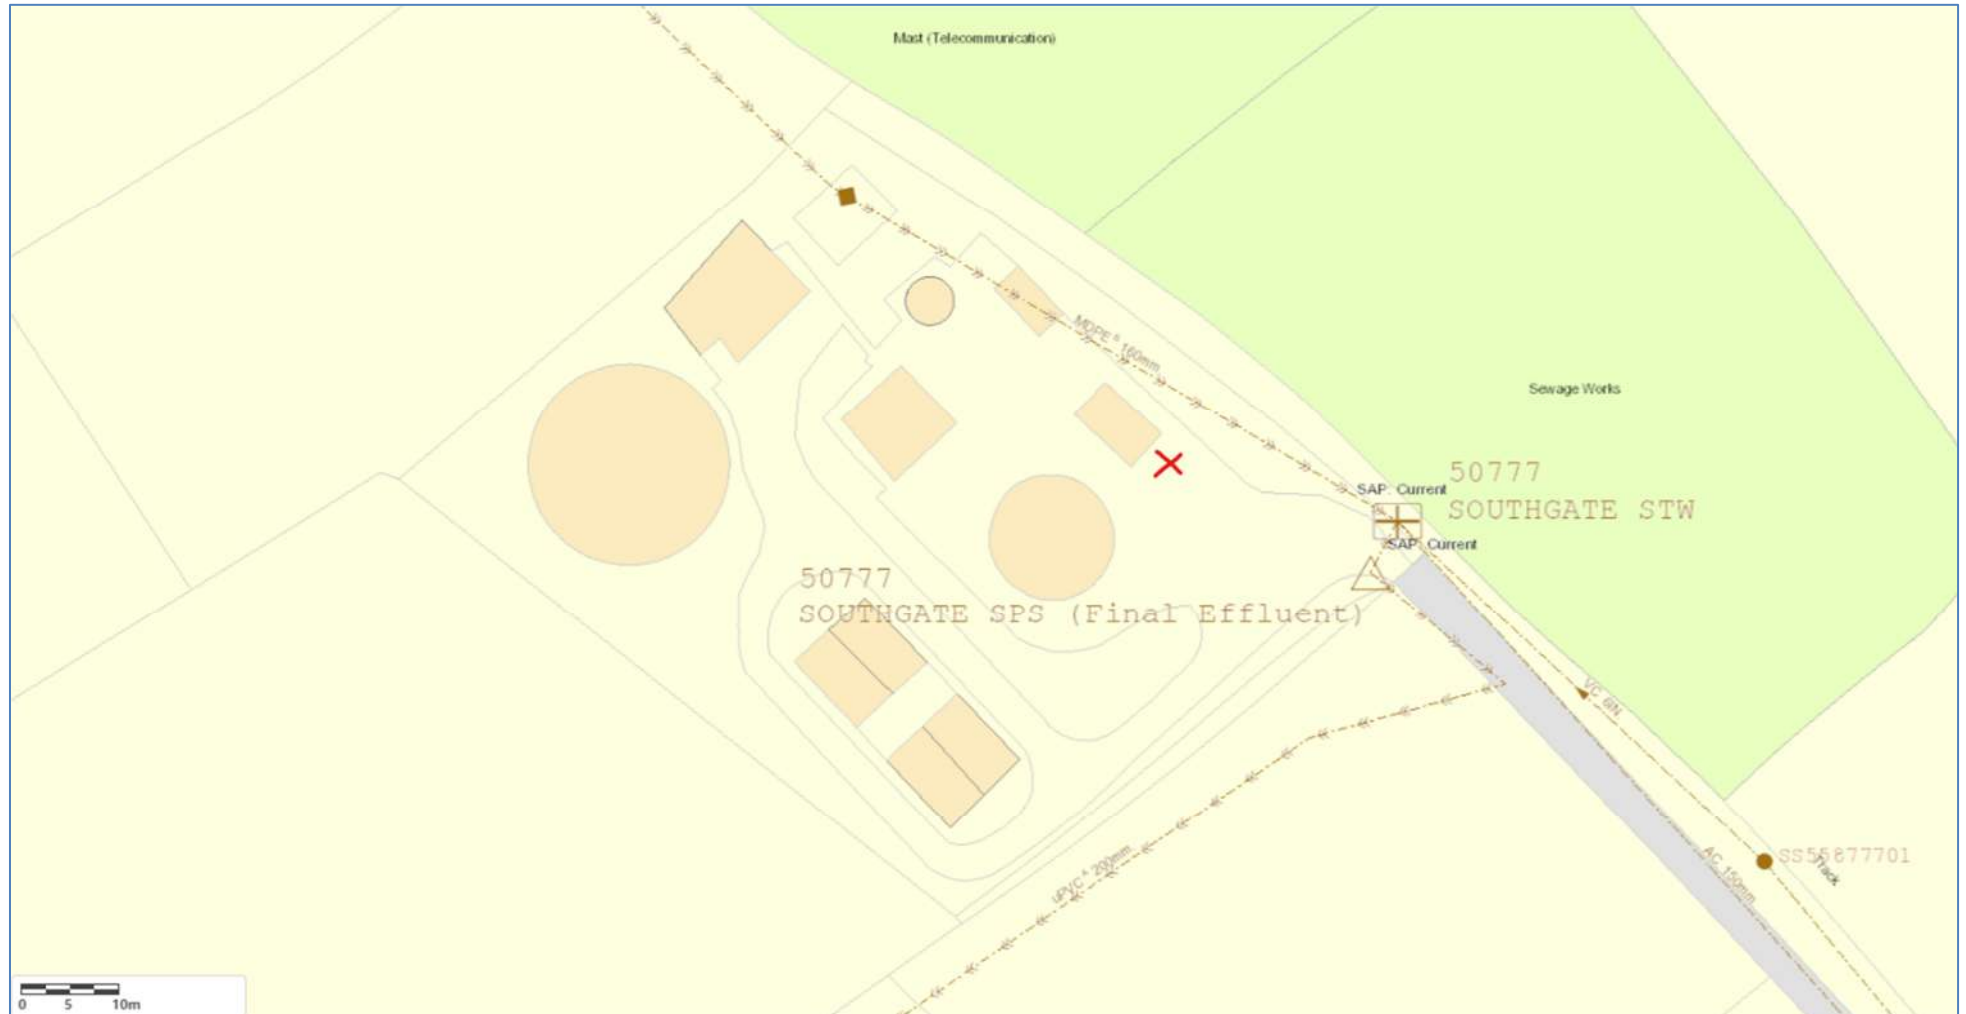 Mast (Telecommunication)
MDPE ^ 160mm
Sewage Works
50777
SAP: Current
SOUTHGATE STW
SAP: Current
50777
SOUTHGATE SPS (Final Effluent)
VC GN
SS55877701
Track
AC 150mm
uPVC ^ 200mm
0 5 10m